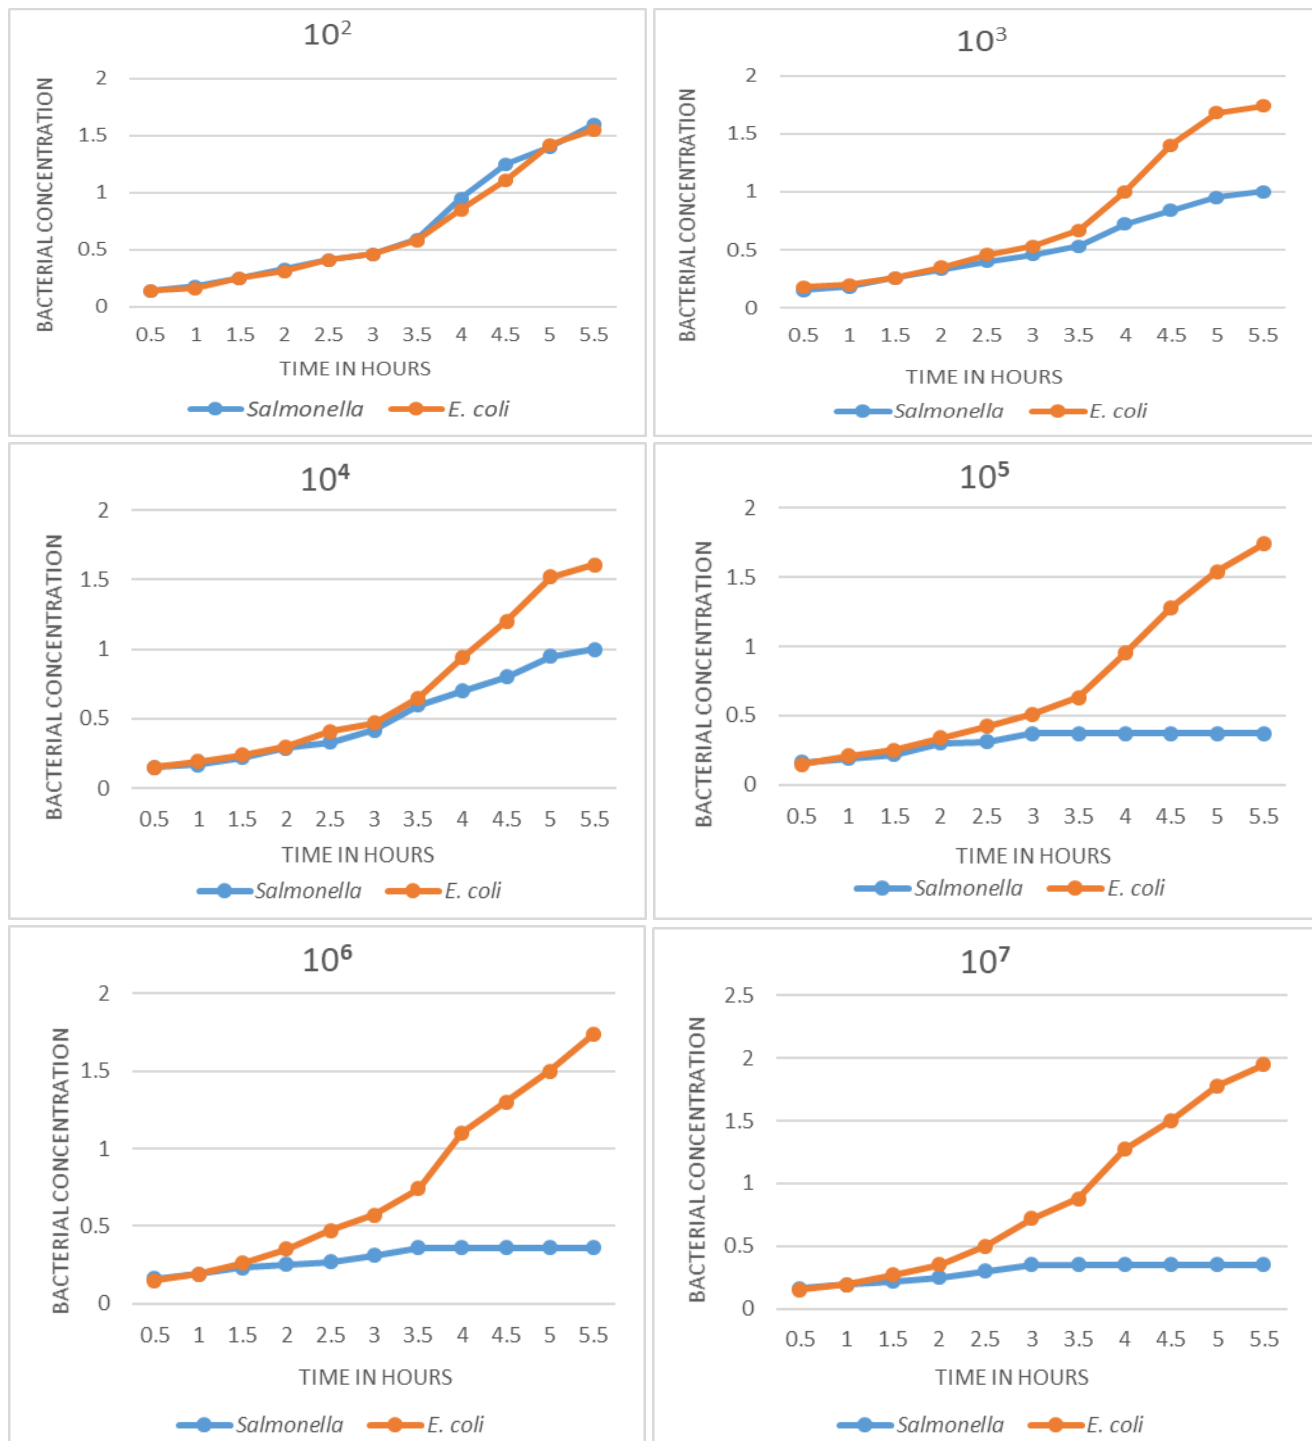 10²
BACTERIAL CONCENTRATION
2
1.5
1
0.5
0
0.5 1 1.5 2 2.5 3 3.5 4 4.5 5 5.5
TIME IN HOURS
Salmonella E. coli
10³
BACTERIAL CONCENTRATION
2
1.5
1
0.5
0
0.5 1 1.5 2 2.5 3 3.5 4 4.5 5 5.5
TIME IN HOURS
Salmonella E. coli
10⁴
BACTERIAL CONCENTRATION
2
1.5
1
0.5
0
0.5 1 1.5 2 2.5 3 3.5 4 4.5 5 5.5
TIME IN HOURS
Salmonella E. coli
10⁵
BACTERIAL CONCENTRATION
2
1.5
1
0.5
0
0.5 1 1.5 2 2.5 3 3.5 4 4.5 5 5.5
TIME IN HOURS
Salmonella E. coli
10⁶
BACTERIAL CONCENTRATION
2
1.5
1
0.5
0
0.5 1 1.5 2 2.5 3 3.5 4 4.5 5 5.5
TIME IN HOURS
Salmonella E. coli
10⁷
BACTERIAL CONCENTRATION
2.5
2
1.5
1
0.5
0
0.5 1 1.5 2 2.5 3 3.5 4 4.5 5 5.5
TIME IN HOURS
Salmonella E. coli